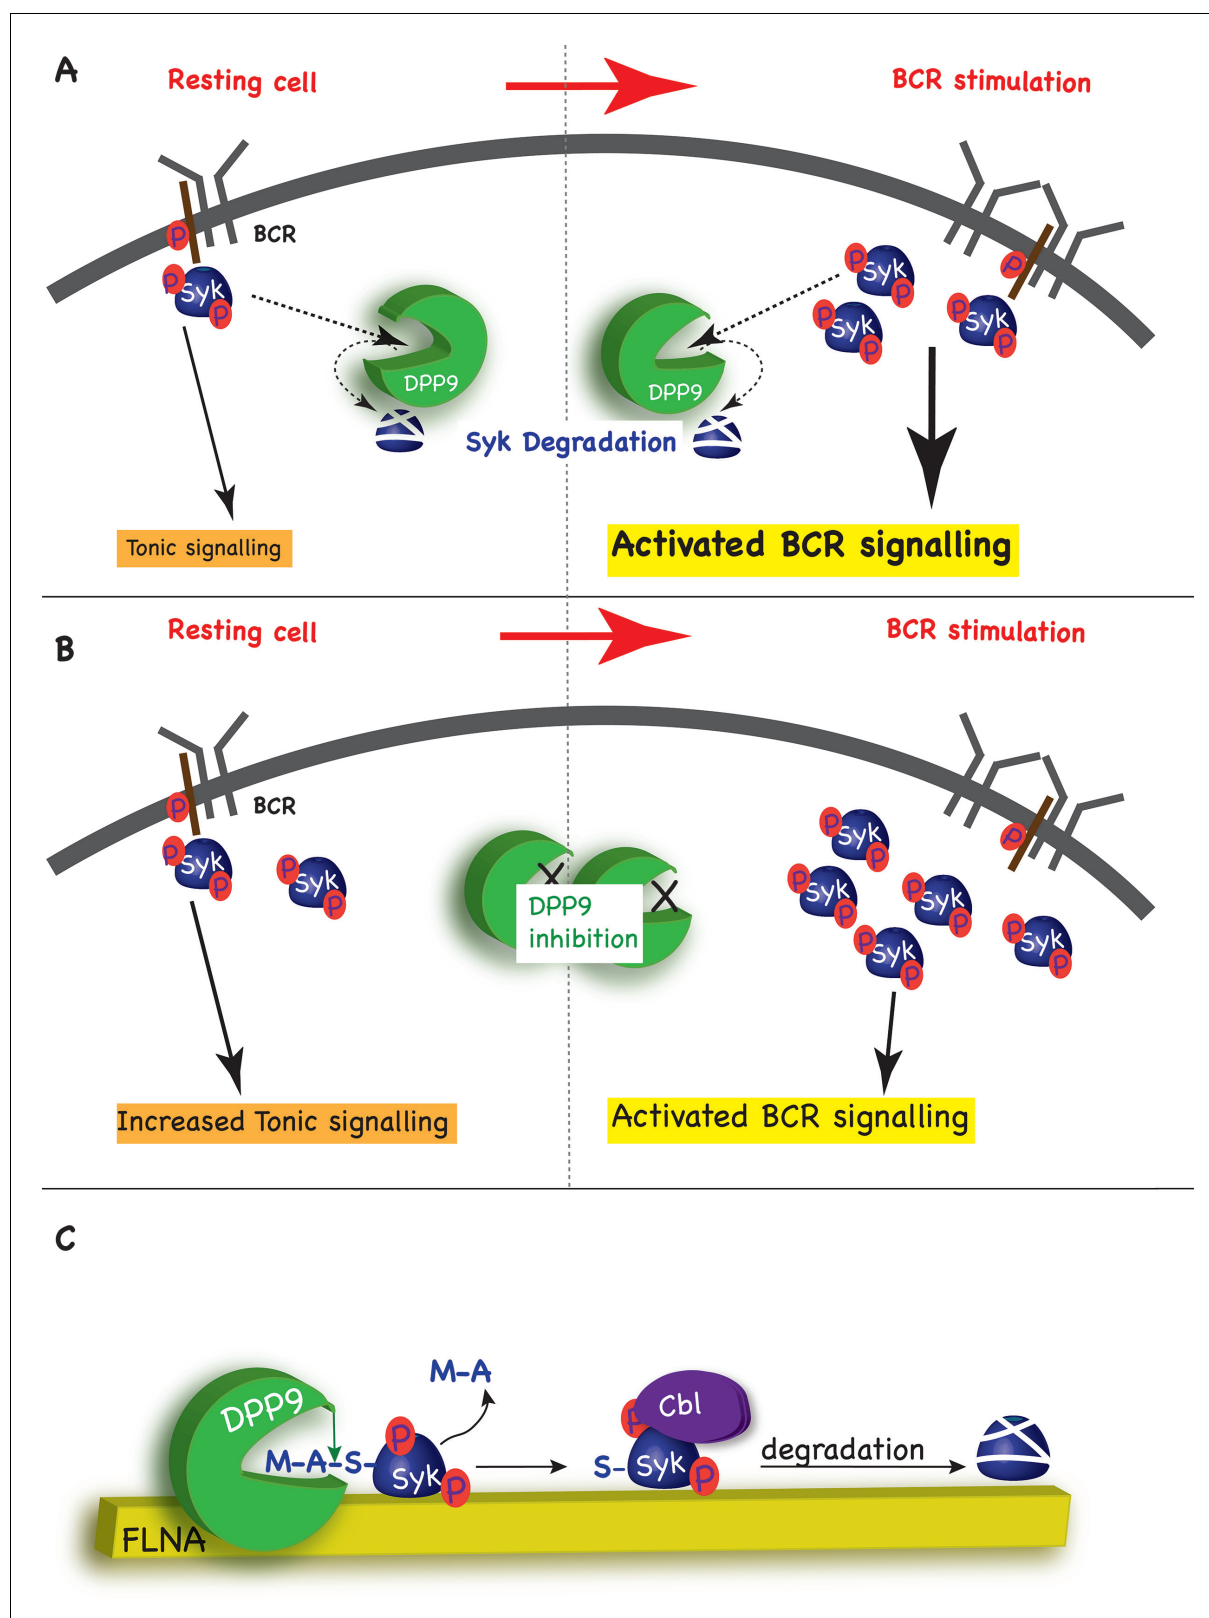 A
Resting cell
BCR stimulation
P
BCR
P
Syk
P
DPP9
P
Syk
P
P
Syk
P
P
Syk
P
P
DPP9
Syk Degradation
Tonic signalling
Activated BCR signalling
B
Resting cell
BCR stimulation
P
BCR
P
Syk
P
P
Syk
P
DPP9
inhibition
P
Syk
P
P
Syk
P
P
Syk
P
P
Syk
P
P
Syk
P
P
Increased Tonic signalling
Activated BCR signalling
C
DPP9
M-A
M-A-S-
P
Syk
P
P
Cbl
S-
Syk
P
degradation
FLNA